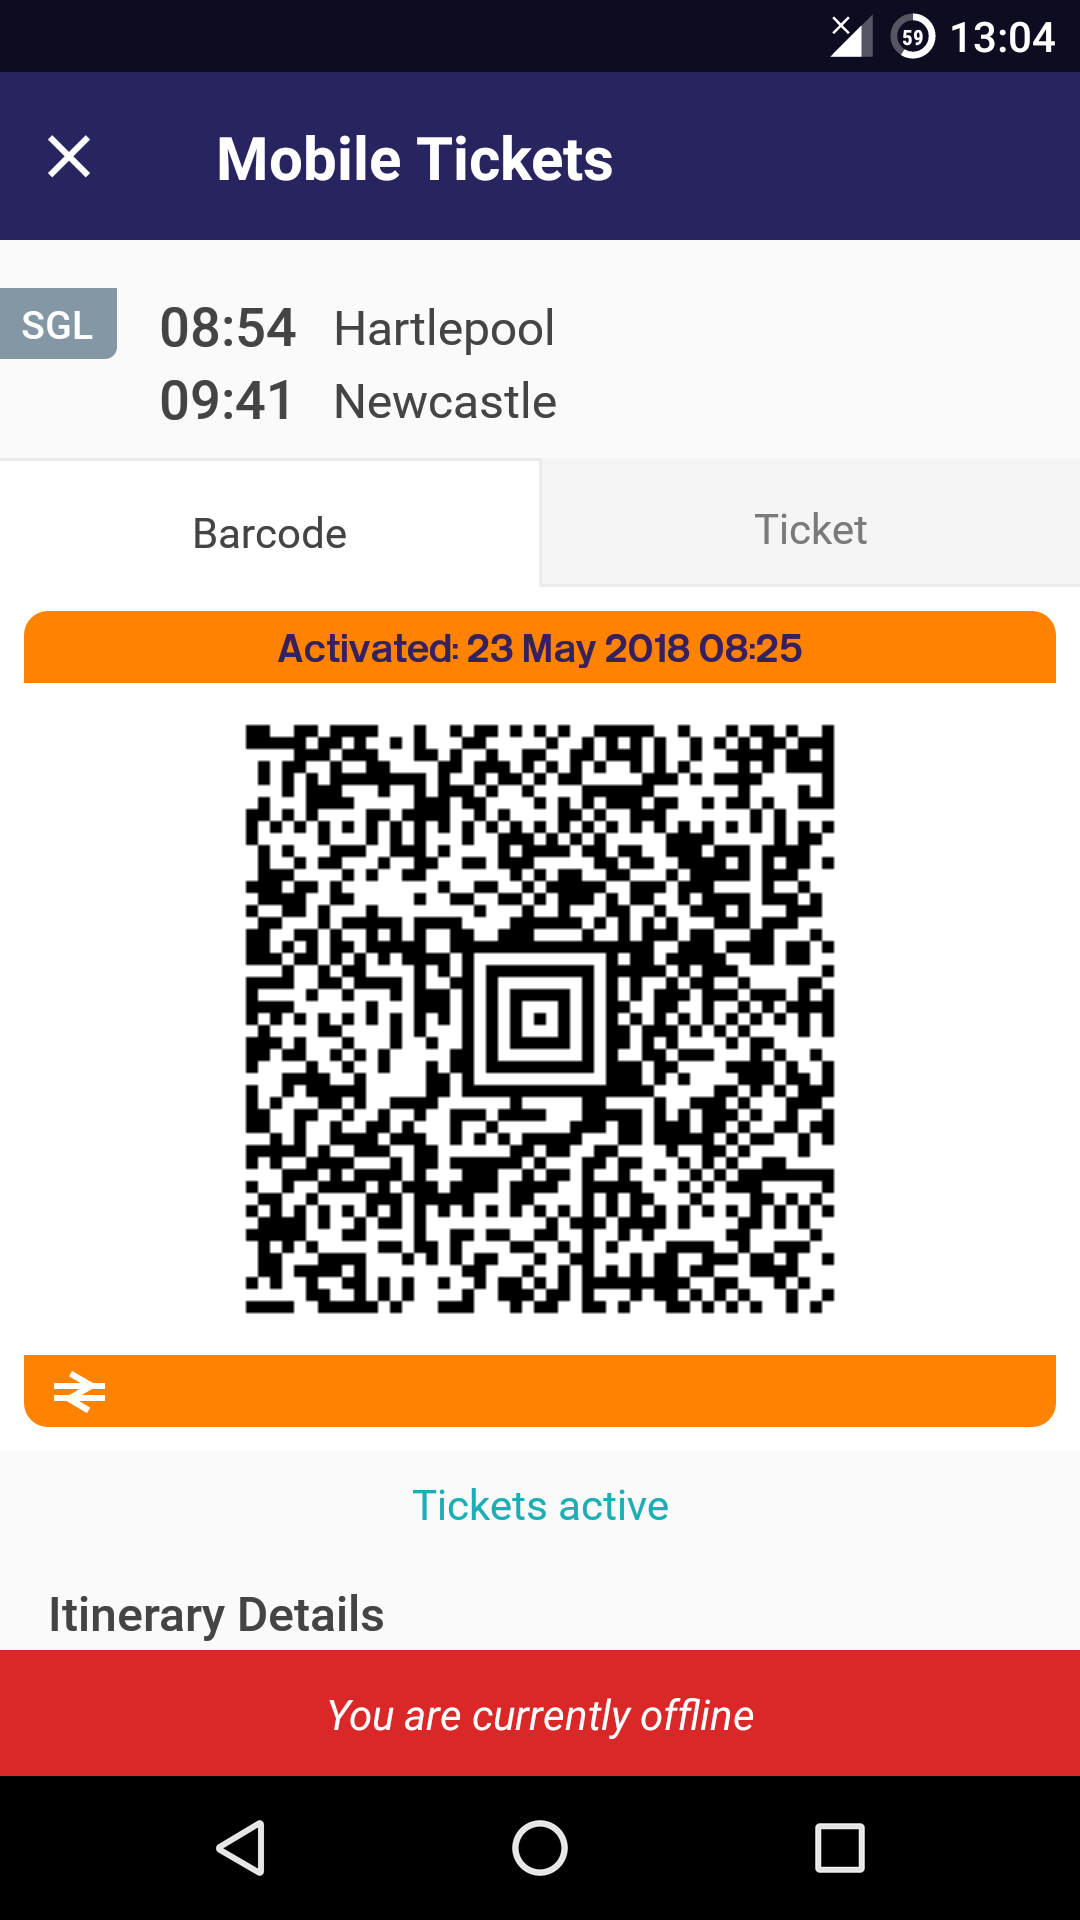 59 13:04
Mobile Tickets
SGL 08:54 Hartlepool
09:41 Newcastle
Barcode Ticket
Activated: 23 May 2018 08:25
Tickets active
Itinerary Details
You are currently offline